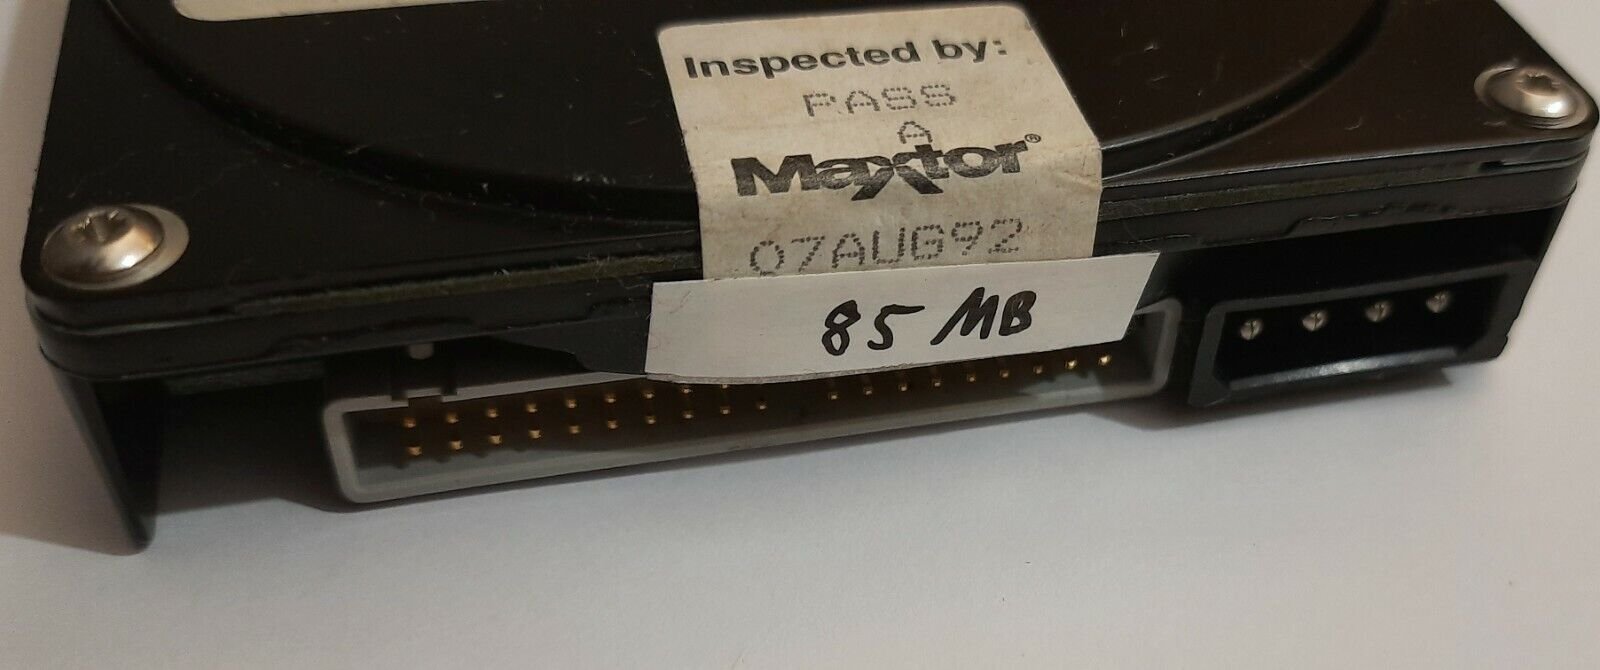 Inspected by:
PASS
A
Maxtor®
07AUG92
85 MB